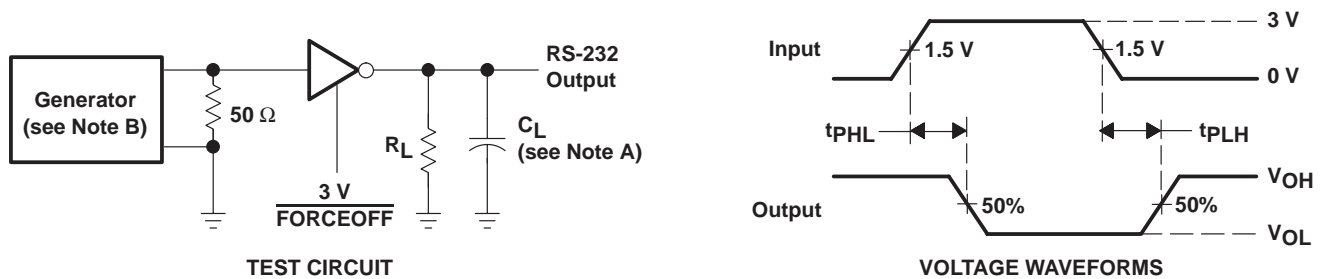 Generator
(see Note B)
50 Ω
3 V
FORCEOFF
RL
CL
(see Note A)
RS-232
Output
TEST CIRCUIT
Input
1.5 V
1.5 V
3 V
0 V
tPHL
tPLH
Output
50%
50%
VOH
VOL
VOLTAGE WAVEFORMS